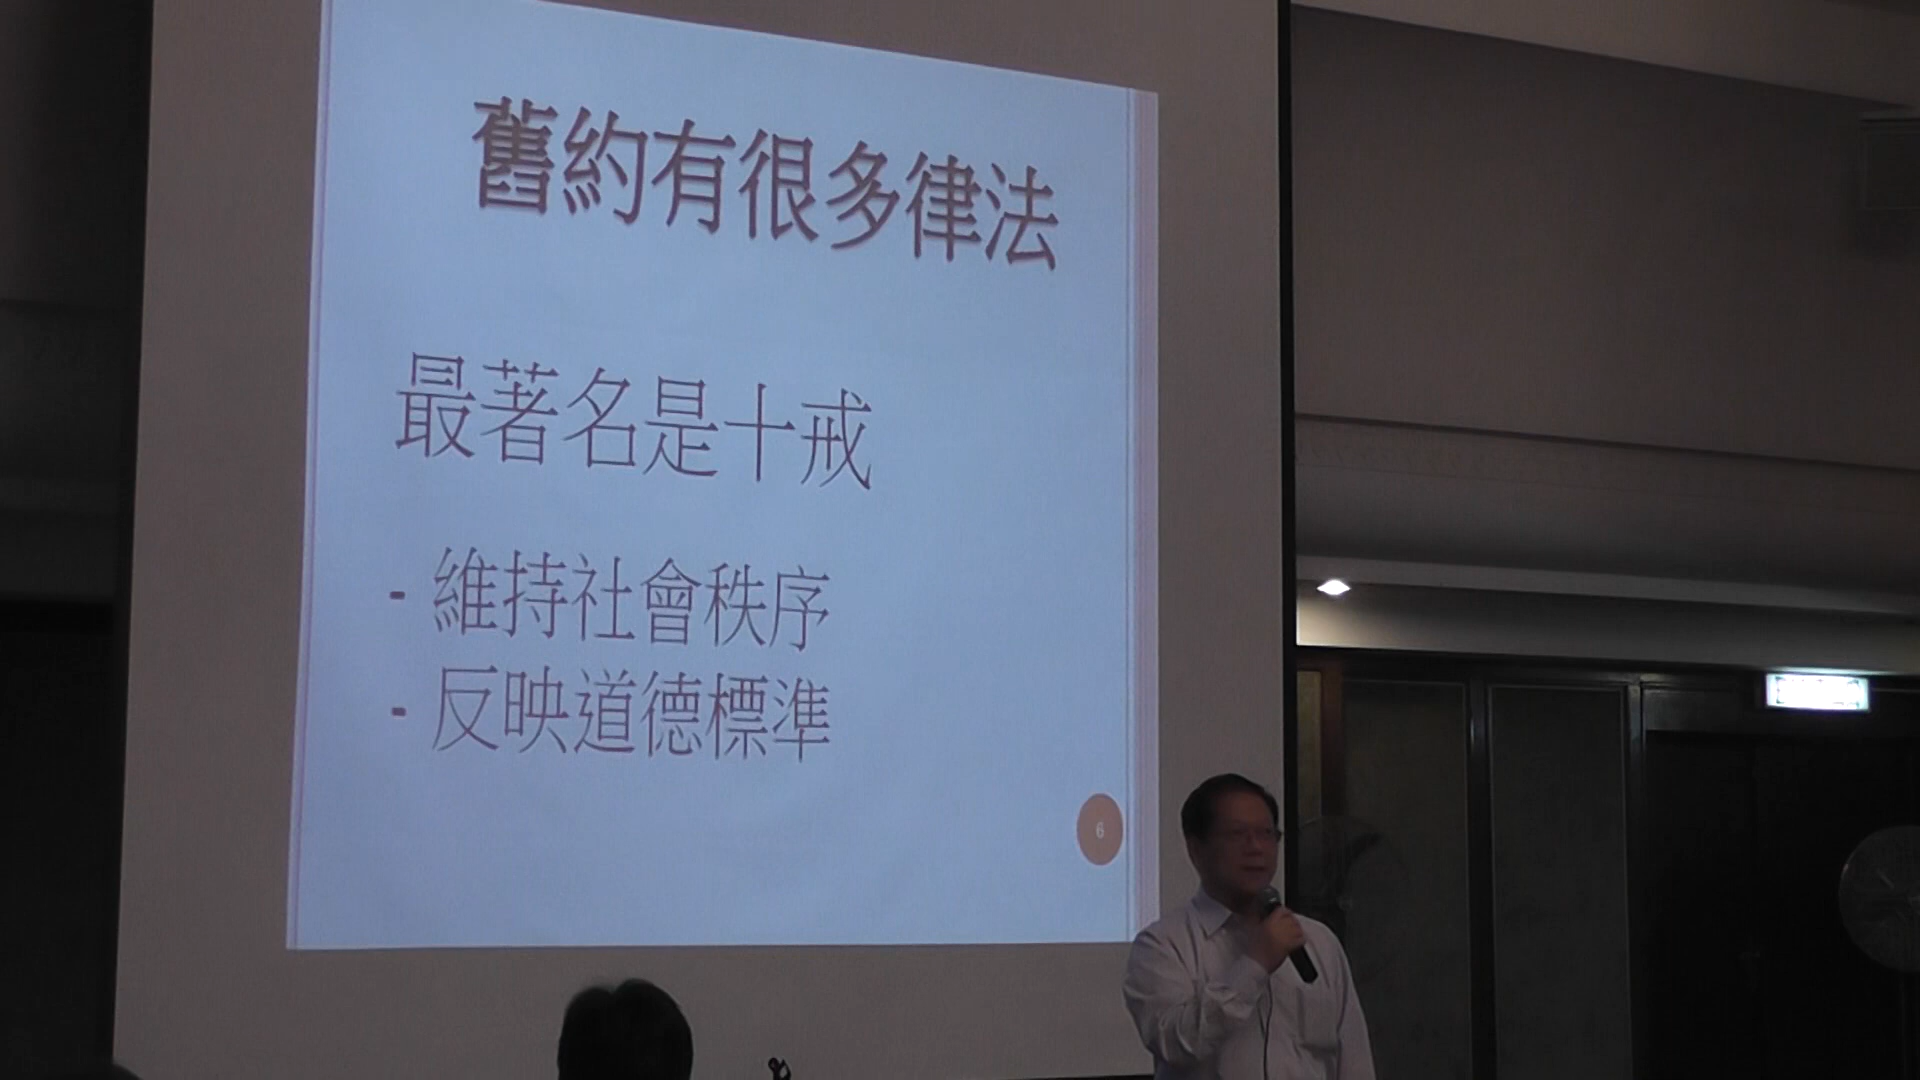 舊約有很多律法
最著名是十戒
- 維持社會秩序
- 反映道德標準
6